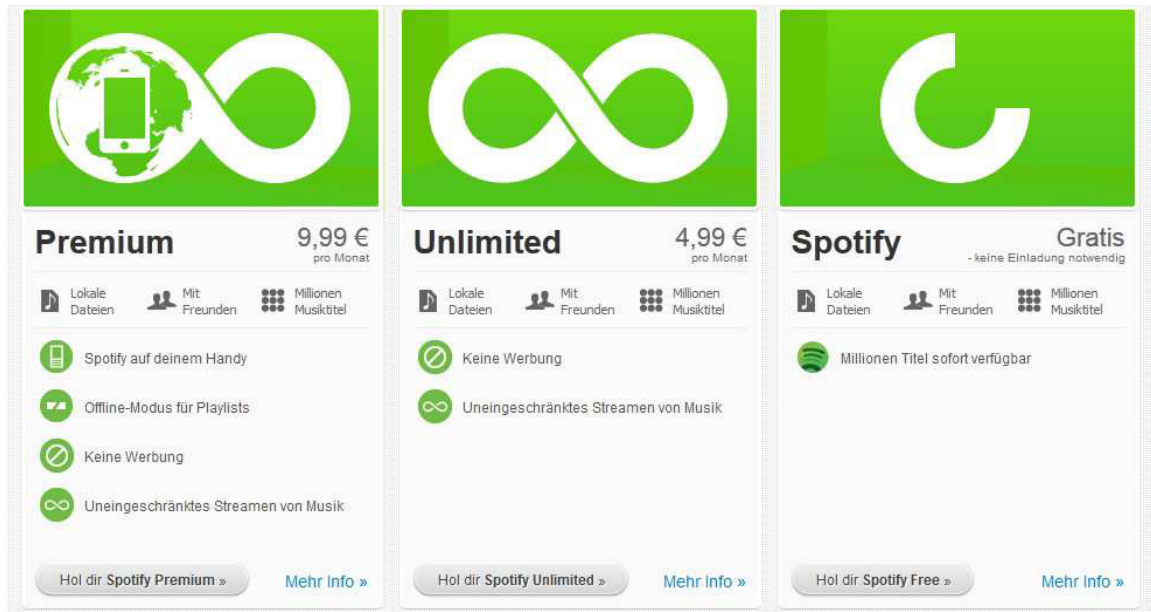 Premium
9,99 €
pro Monat
Lokale
Dateien
Mit
Freunden
Millionen
Musiktitel
Spotify auf deinem Handy
Offline-Modus für Playlists
Keine Werbung
Uneingeschränktes Streamen von Musik
Hol dir Spotify Premium »
Mehr Info »
Unlimited
4,99 €
pro Monat
Lokale
Dateien
Mit
Freunden
Millionen
Musiktitel
Keine Werbung
Uneingeschränktes Streamen von Musik
Hol dir Spotify Unlimited »
Mehr Info »
Spotify
Gratis
- keine Einladung notwendig
Lokale
Dateien
Mit
Freunden
Millionen
Musiktitel
Millionen Titel sofort verfügbar
Hol dir Spotify Free »
Mehr Info »